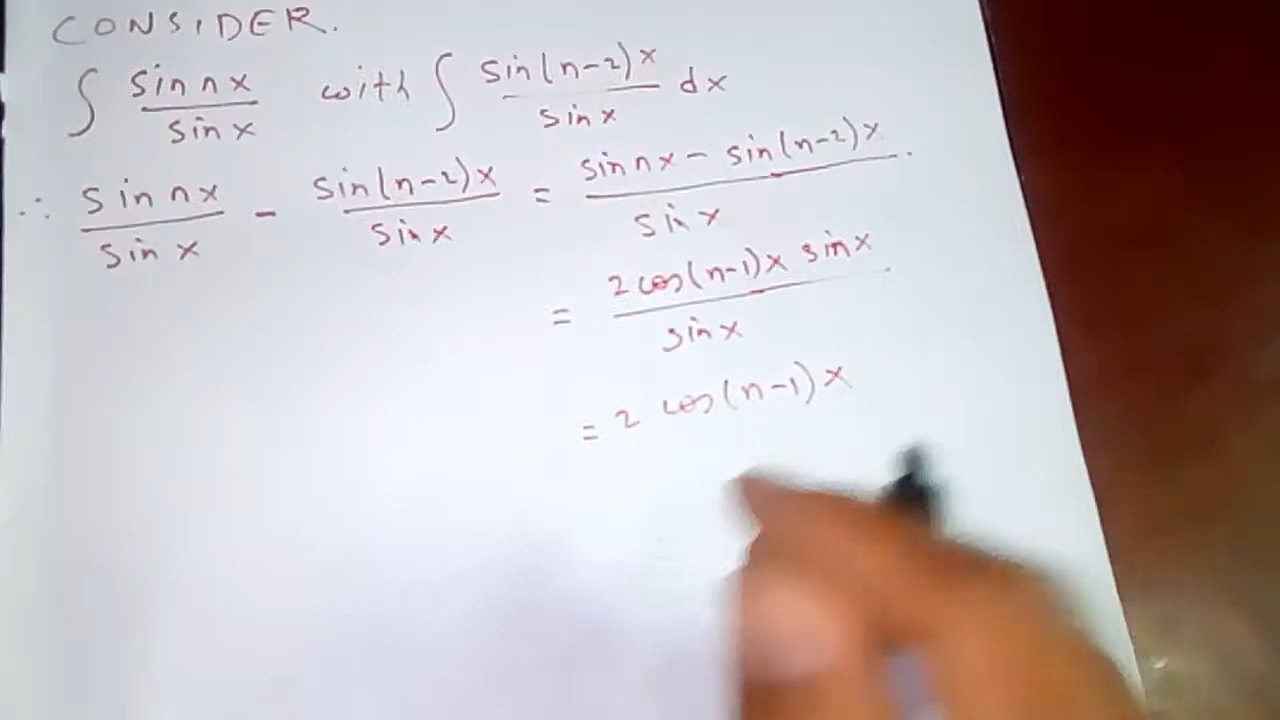 CONSIDER.
∫ sin nx / sin x with ∫ sin(n-2)x / sin x dx
∴ sin nx / sin x - sin(n-2)x / sin x = sin nx - sin(n-2)x / sin x .
= 2 cos(n-1)x sin x / sin x
= 2 cos(n-1)x